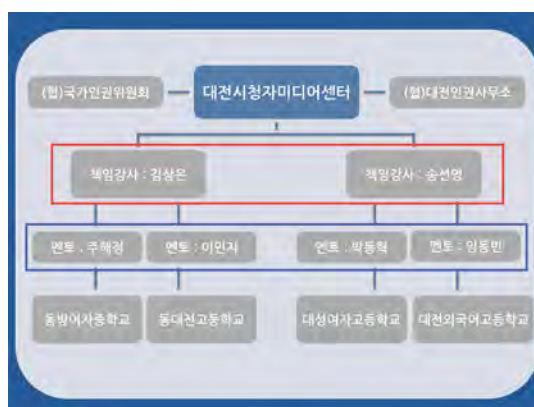 (협)국가인권위원회
대전시청자미디어센터
(협)대전인권사무소
책임강사 : 김상은
책임강사 : 송선영
멘토 : 주해정
멘토 : 이민지
멘토 : 박동혁
멘토 : 임동빈
동방여자중학교
동대전고등학교
대성여자고등학교
대전외국어고등학교